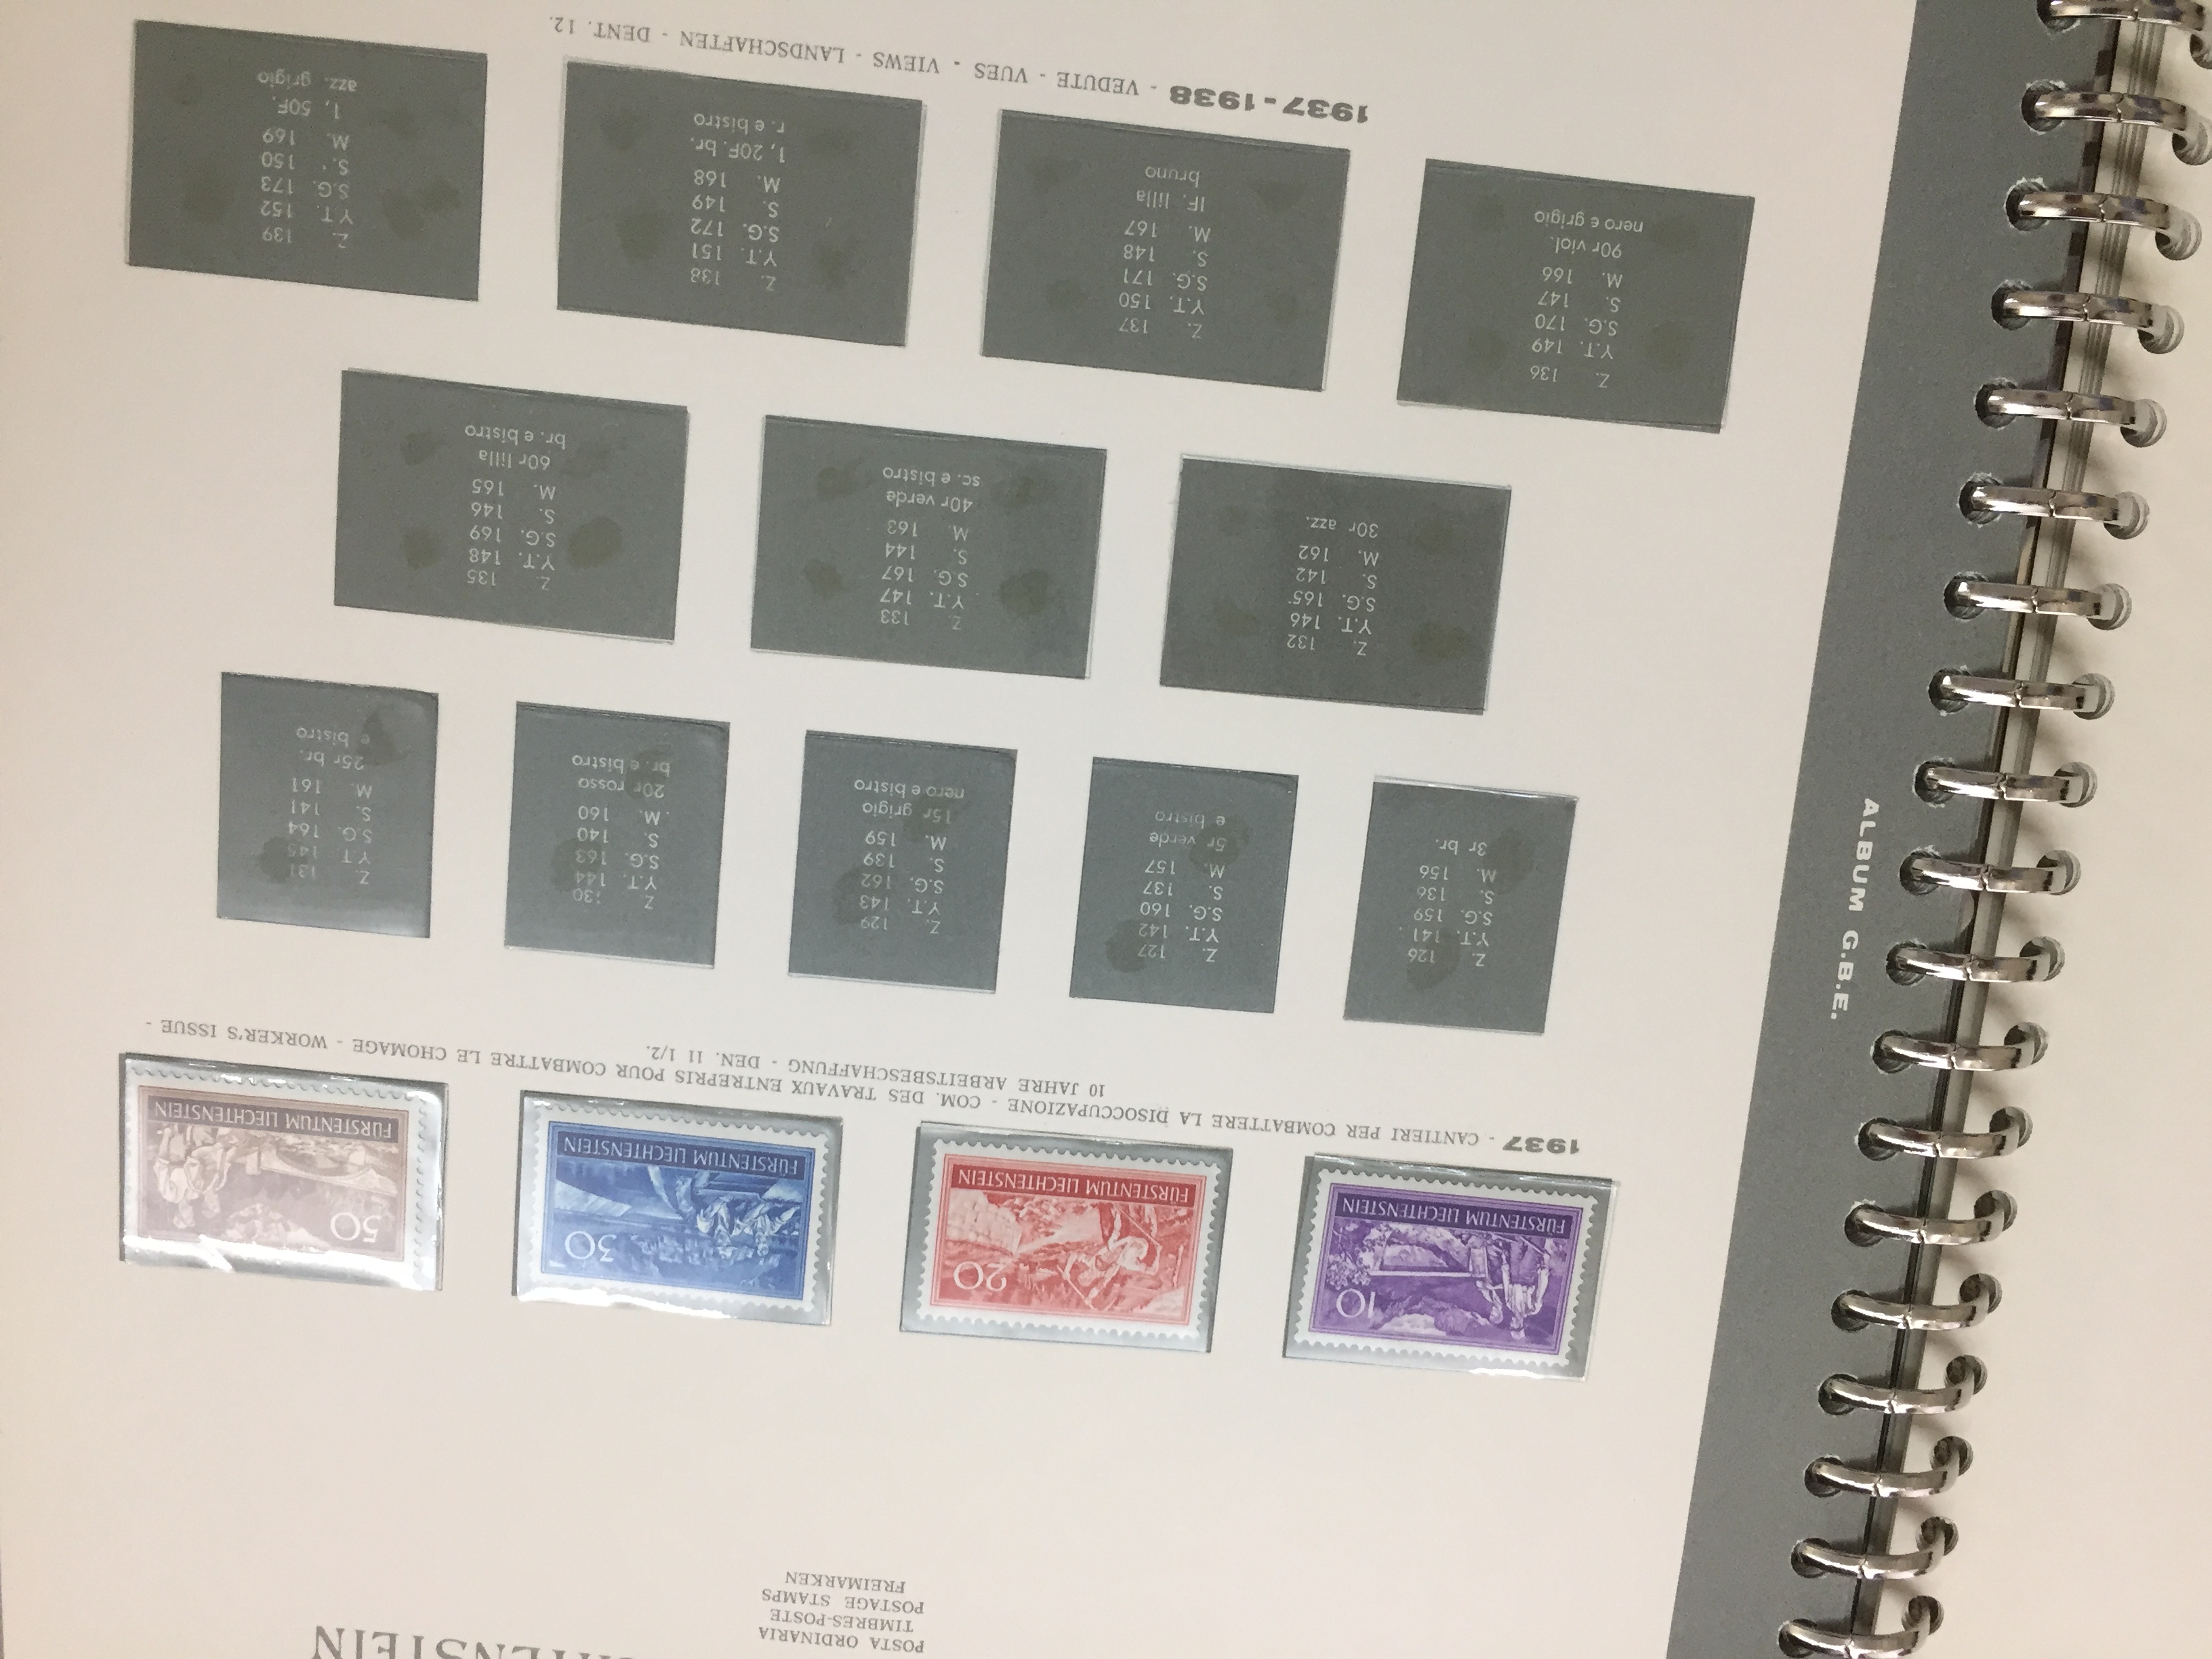 POSTA ORDINARIA
TIMBRES-POSTE
POSTAGE STAMPS
FREIMARKEN
10
FÜRSTENTUM LIECHTENSTEIN
20
FÜRSTENTUM LIECHTENSTEIN
30
FÜRSTENTUM LIECHTENSTEIN
50
FÜRSTENTUM LIECHTENSTEIN
1937 - CANTIERI PER COMBATTERE LA DISOCCUPAZIONE - COM. DES TRAVAUX ENTREPRIS POUR COMBATTRE LE CHOMAGE - WORKER'S ISSUE -
10 JAHRE ARBEITSBESCHAFFUNG - DEN. 11 1/2.
Z. 126
Y.T. 141
S.G. 159
S. 136
M. 156
3r br.
Z. 127
Y.T. 142
S.G. 160
S. 137
M. 157
5r verde
e bistro
Z. 129
Y.T. 143
S.G. 162
S. 139
M. 159
15r grigio
nero e bistro
Z. 130
Y.T. 144
S.G. 163
S. 140
M. 160
20r rosso
br. e bistro
Z. 131
Y.T. 145
S.G. 164
S. 141
M. 161
25r br.
e bistro
Z. 132
Y.T. 146
S.G. 165
S. 142
M. 162
30r azz.
Z. 133
Y.T. 147
S.G. 167
S. 144
M. 163
40r verde
sc. e bistro
Z. 135
Y.T. 148
S.G. 169
S. 146
M. 165
60r lilla
br. e bistro
Z. 136
Y.T. 149
S.G. 170
S. 147
M. 166
90r viol.
nero e grigio
Z. 137
Y.T. 150
S.G. 171
S. 148
M. 167
1F. lilla
bruno
Z. 138
Y.T. 151
S.G. 172
S. 149
M. 168
1, 20F. br.
r. e bistro
Z. 139
Y.T. 152
S.G. 173
S. 150
M. 169
1, 50F.
azz. grigio
1937-1938 - VEDUTE - VUES - VIEWS - LANDSCHAFTEN - DENT. 12.
ALBUM G.B.E.